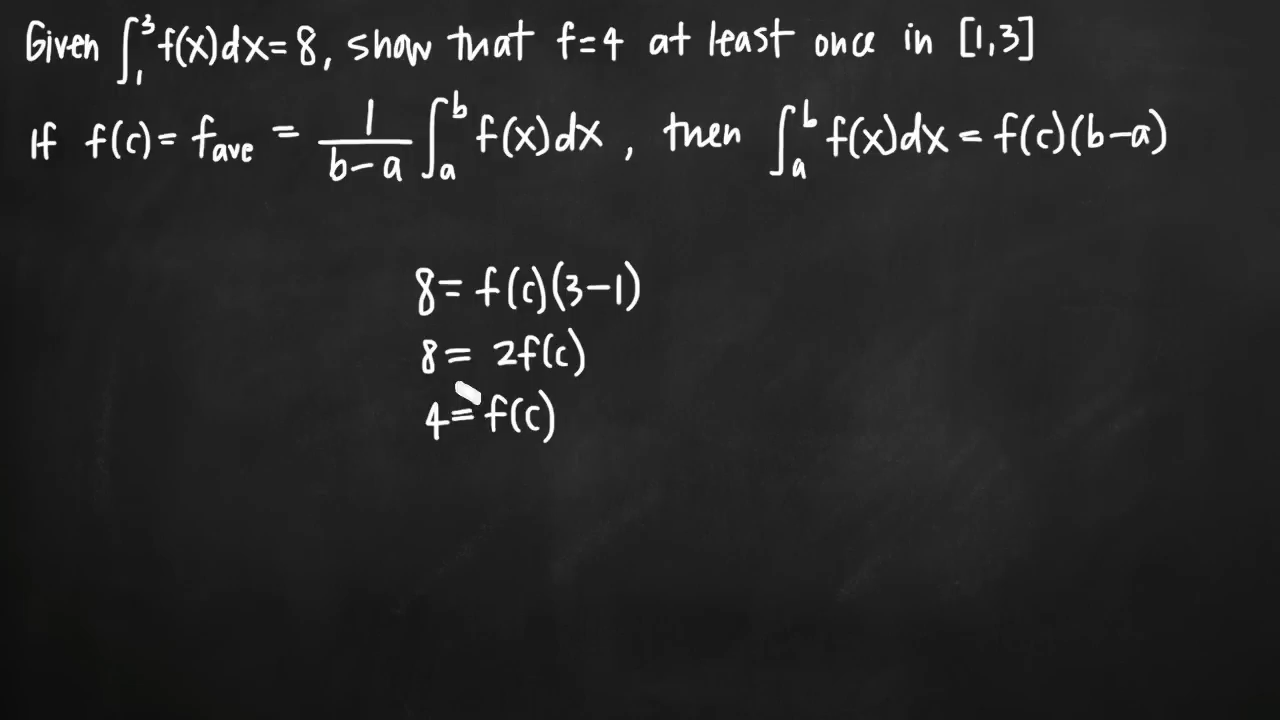 Given ∫₁³ f(x)dx = 8, show that f=4 at least once in [1,3]
If f(c) = f_ave = 1/(b-a) ∫ₐᵇ f(x)dx, then ∫ₐᵇ f(x)dx = f(c)(b-a)
8 = f(c)(3-1)
8 = 2f(c)
4 = f(c)